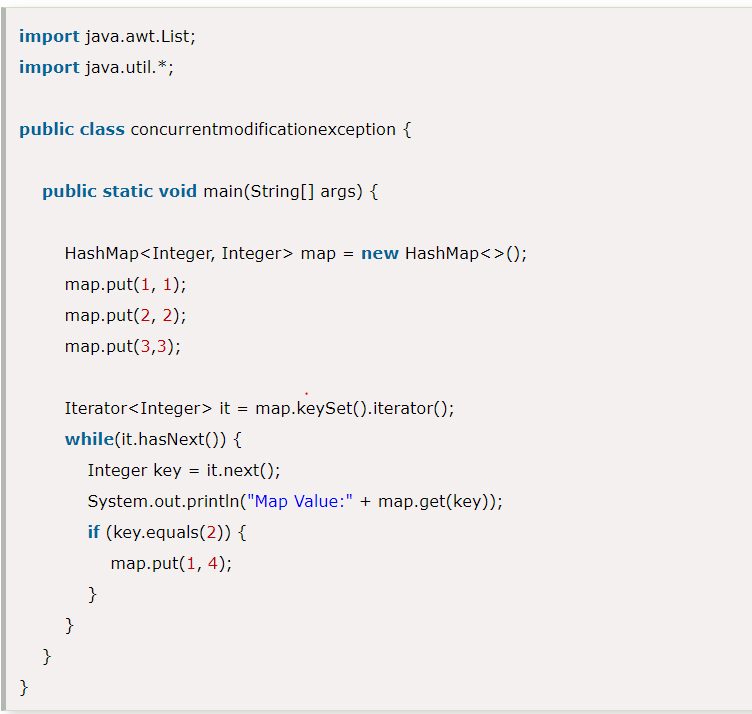 import java.awt.List;
import java.util.*;
public class concurrentmodificationexception {
public static void main(String[] args) {
HashMap<Integer, Integer> map = new HashMap<>();
map.put(1, 1);
map.put(2, 2);
map.put(3,3);
Iterator<Integer> it = map.keySet().iterator();
while(it.hasNext()) {
Integer key = it.next();
System.out.println("Map Value:" + map.get(key));
if (key.equals(2)) {
map.put(1, 4);
}
}
}
}